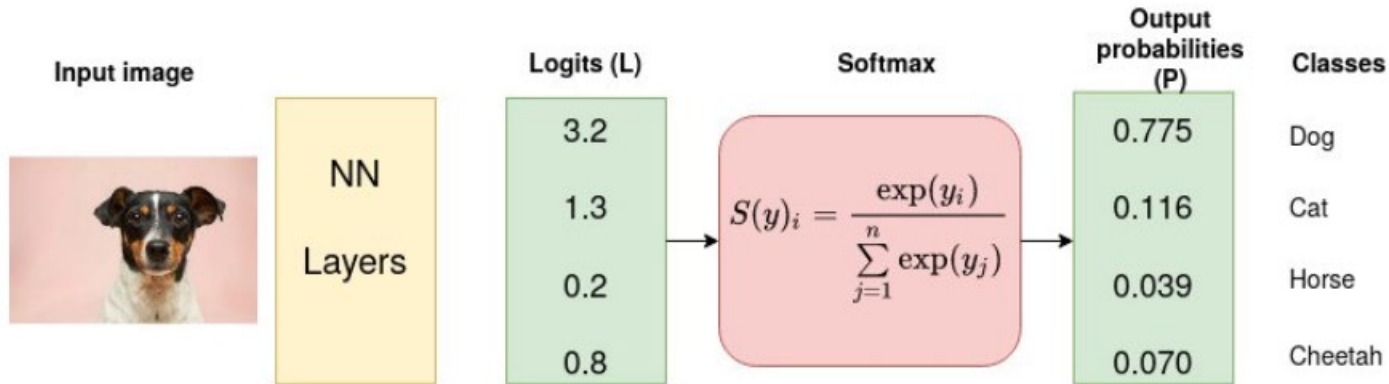 Input image
NN
Layers
Logits (L)
3.2
1.3
0.2
0.8
Softmax
S(y)_i = exp(y_i) / ∑_{j=1}^{n} exp(y_j)
Output
probabilities
(P)
0.775
0.116
0.039
0.070
Classes
Dog
Cat
Horse
Cheetah